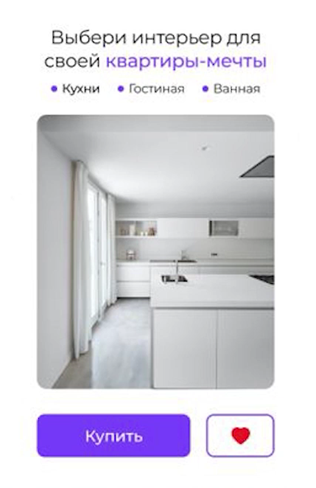 Выбери интерьер для
своей квартиры-мечты
Кухни Гостиная Ванная
Купить